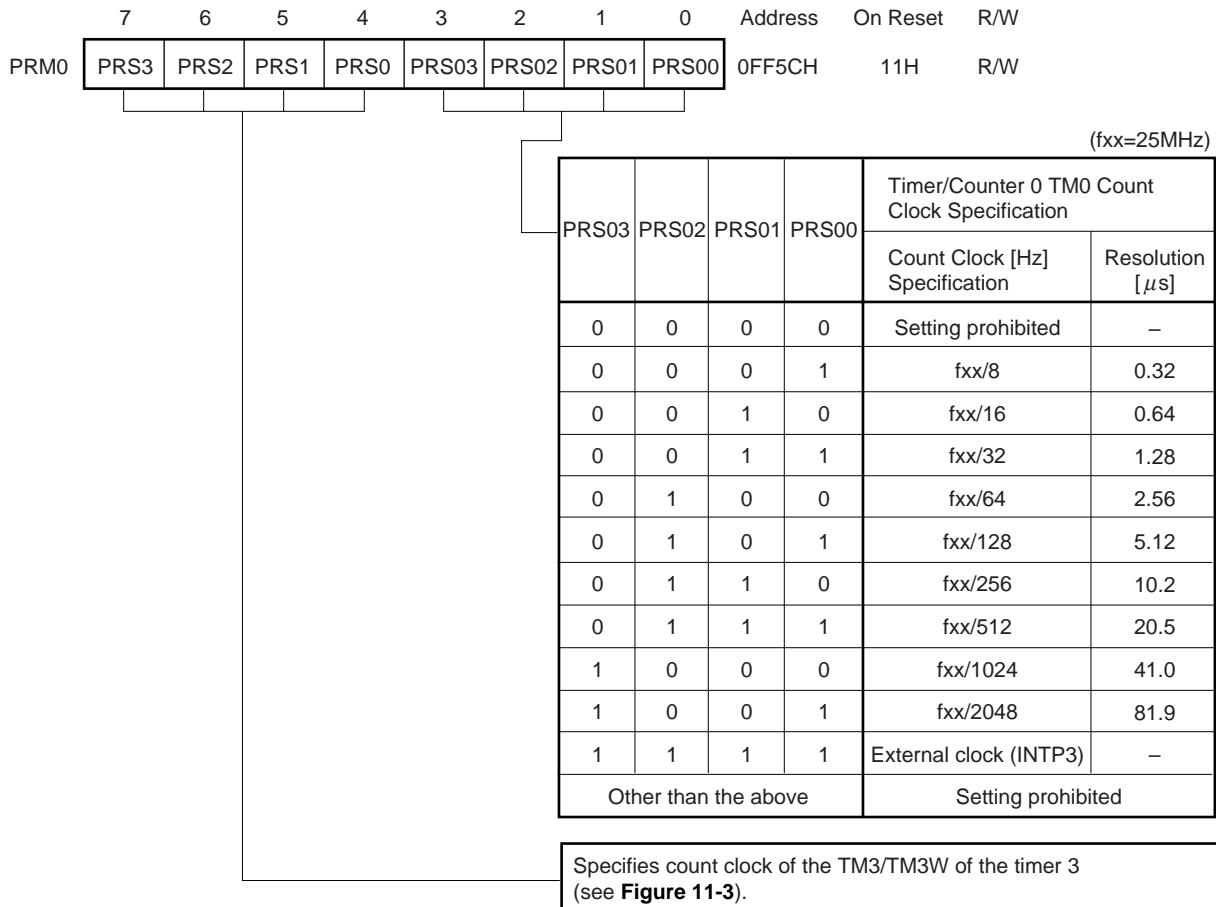 7 6 5 4 3 2 1 0 Address On Reset R/W
PRM0 PRS3 PRS2 PRS1 PRS0 PRS03 PRS02 PRS01 PRS00 0FF5CH 11H R/W
(fxx=25MHz)
PRS03 PRS02 PRS01 PRS00
Timer/Counter 0 TM0 Count
Clock Specification
Count Clock [Hz]
Specification
Resolution
[μs]
0 0 0 0 Setting prohibited –
0 0 0 1 fxx/8 0.32
0 0 1 0 fxx/16 0.64
0 0 1 1 fxx/32 1.28
0 1 0 0 fxx/64 2.56
0 1 0 1 fxx/128 5.12
0 1 1 0 fxx/256 10.2
0 1 1 1 fxx/512 20.5
1 0 0 0 fxx/1024 41.0
1 0 0 1 fxx/2048 81.9
1 1 1 1 External clock (INTP3) –
Other than the above Setting prohibited
Specifies count clock of the TM3/TM3W of the timer 3
(see Figure 11-3).